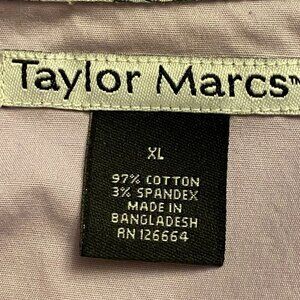 Taylor Marcs™
XL
97% COTTON
3% SPANDEX
MADE IN
BANGLADESH
RN 126664